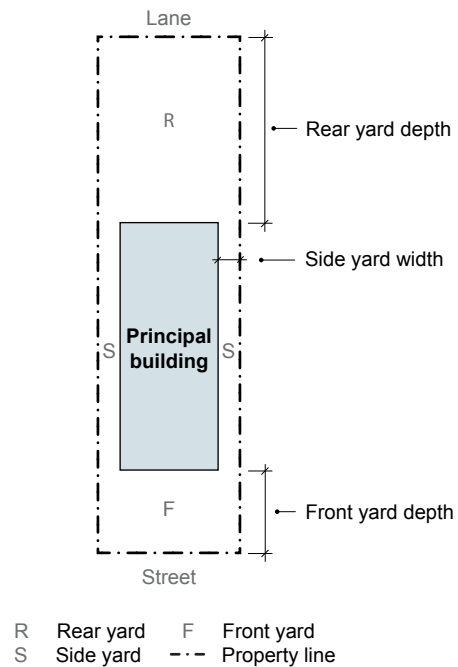 Lane
R
Rear yard depth
Side yard width
S
Principal
building
S
F
Front yard depth
Street
R Rear yard F Front yard
S Side yard Property line